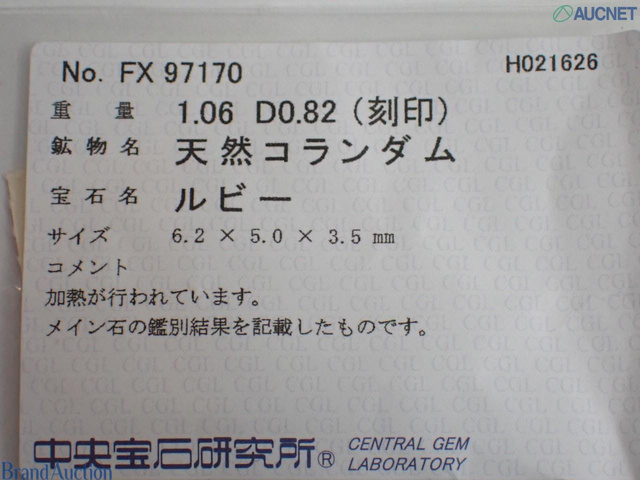 AUCNET
No. FX 97170
H021626
重量 1.06 D0.82 (刻印)
鉱物名 天然コランダム
宝石名 ルビー
サイズ 6.2 × 5.0 × 3.5 mm
コメント
加熱が行われています。
メイン石の鑑別結果を記載したものです。
中央宝石研究所® CENTRAL GEM
LABORATORY
BrandAuction